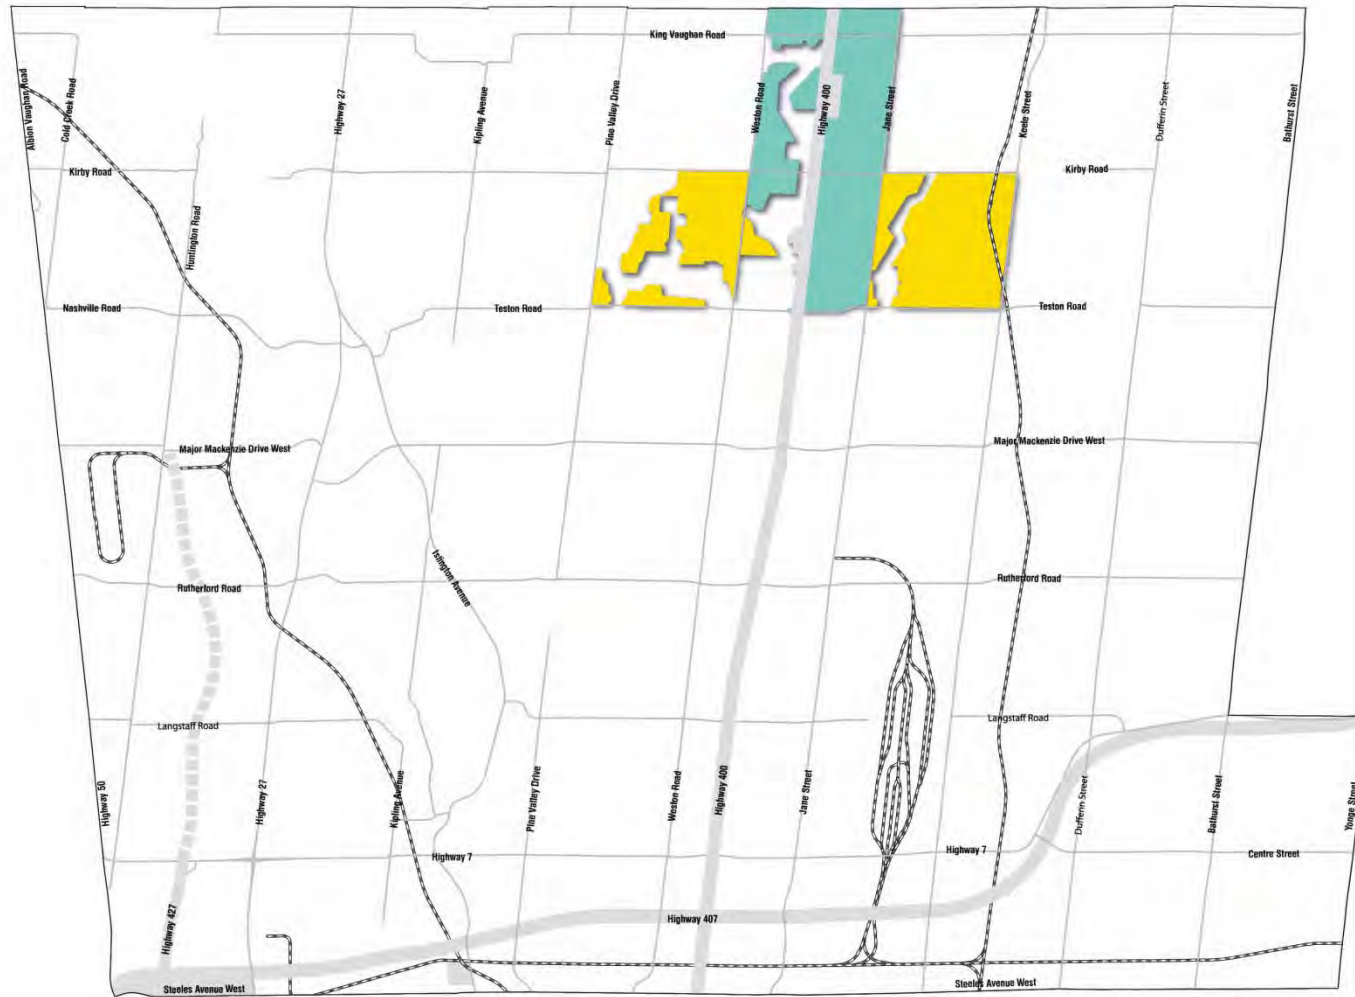 King Vaughan Road
Albion Vaughan Road
Cold Creek Road
Highway 27
Kipling Avenue
Pine Valley Drive
Weston Road
Highway 400
Jane Street
Keele Street
Dufferin Street
Bathurst Street
Kirby Road
Kirby Road
Huntington Road
Nashville Road
Teston Road
Teston Road
Major Mackenzie Drive West
Major Mackenzie Drive West
Islington Avenue
Rutherford Road
Rutherford Road
Langstaff Road
Langstaff Road
Highway 50
Highway 27
Kipling Avenue
Pine Valley Drive
Weston Road
Highway 400
Jane Street
Dufferin Street
Bathurst Street
Yonge Street
Highway 7
Highway 7
Centre Street
Highway 427
Highway 407
Steeles Avenue West
Steeles Avenue West